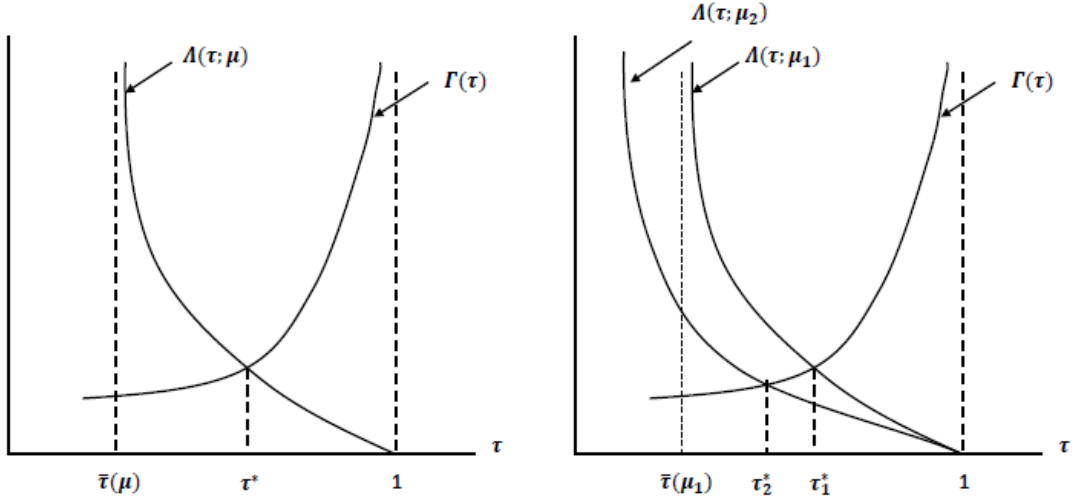 Λ(τ; μ)
Γ(τ)
τ
τ̅(μ)
τ*
1
Λ(τ; μ₂)
Λ(τ; μ₁)
Γ(τ)
τ
τ̅(μ₁)
τ₂*
τ₁*
1